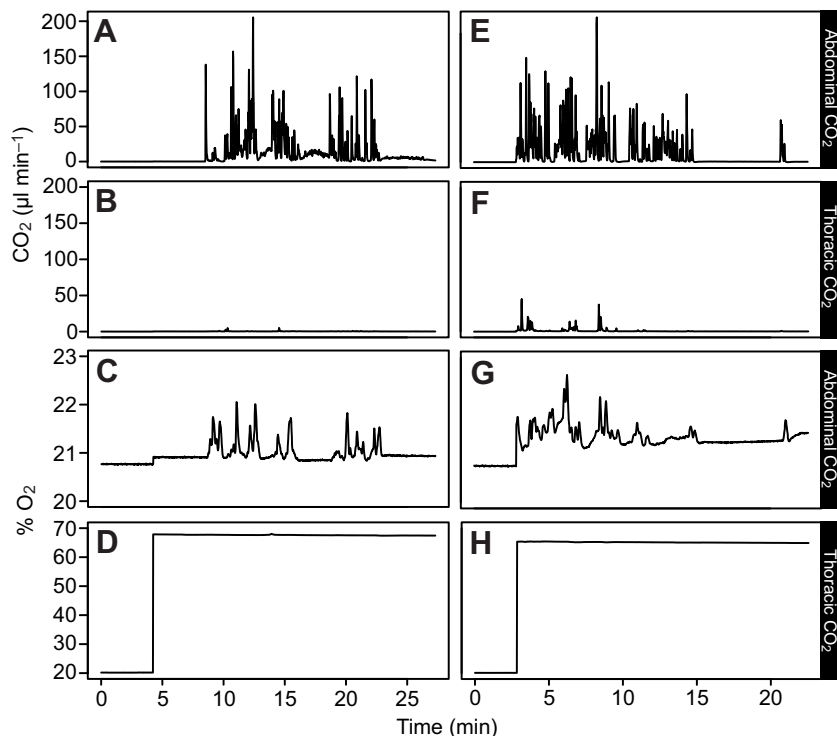 A
E
200
150
100
50
0
Abdominal CO₂
B
F
200
150
100
50
0
CO₂ (µl min⁻¹)
Thoracic CO₂
C
G
23
22
21
20
Abdominal CO₂
D
H
70
60
50
40
30
20
% O₂
Thoracic CO₂
0 5 10 15 20 25
0 5 10 15 20
Time (min)